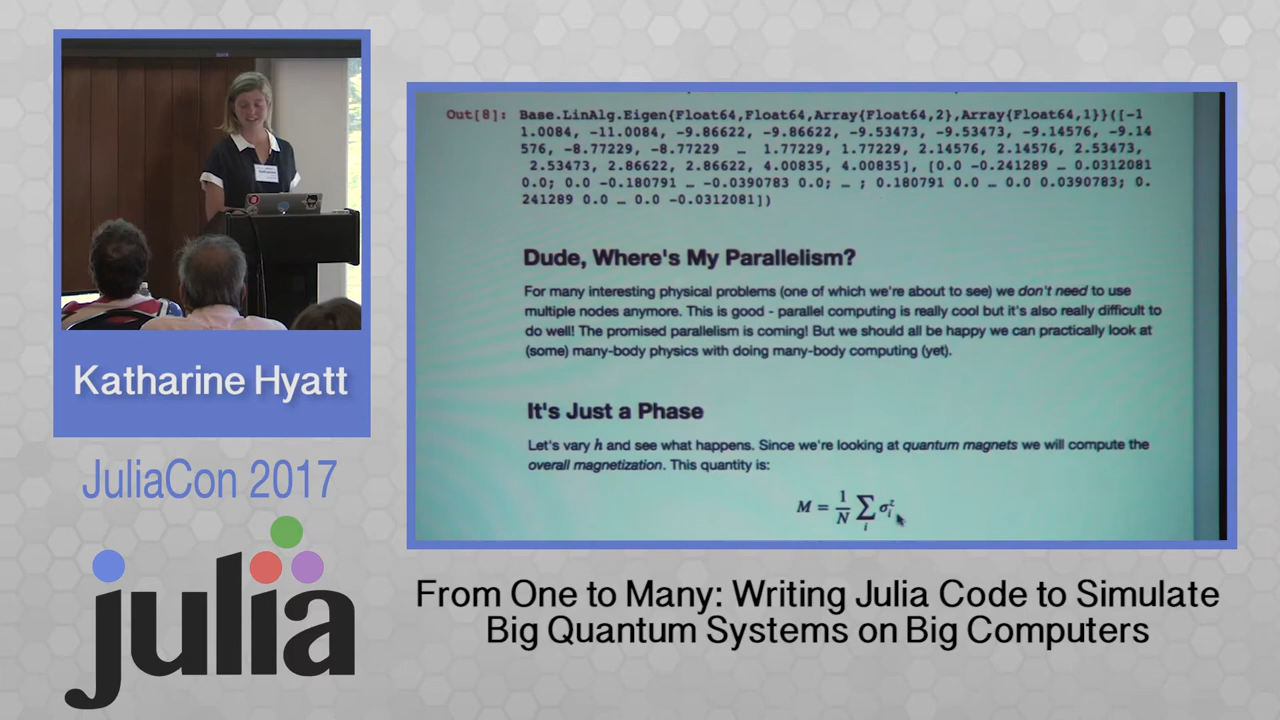 Out[8]: Base.LinAlg.Eigen{Float64,Float64,Array{Float64,2},Array{Float64,1}}([-1
1.0084, -11.0084, -9.86622, -9.86622, -9.53473, -9.53473, -9.14576, -9.14
576, -8.77229, -8.77229 … 1.77229, 1.77229, 2.14576, 2.14576, 2.53473,
2.53473, 2.86622, 2.86622, 4.00835, 4.00835], [0.0 -0.241289 … 0.0312081
0.0; 0.0 -0.180791 … -0.0390783 0.0; … ; 0.180791 0.0 … 0.0 0.0390783; 0.
241289 0.0 … 0.0 -0.0312081])
Dude, Where's My Parallelism?
For many interesting physical problems (one of which we're about to see) we don't need to use
multiple nodes anymore. This is good - parallel computing is really cool but it's also really difficult to
do well! The promised parallelism is coming! But we should all be happy we can practically look at
(some) many-body physics with doing many-body computing (yet).
It's Just a Phase
Let's vary h and see what happens. Since we're looking at quantum magnets we will compute the
overall magnetization. This quantity is:
M = 1/N ∑_i σ_i^z
Katharine Hyatt
JuliaCon 2017
julia
From One to Many: Writing Julia Code to Simulate
Big Quantum Systems on Big Computers